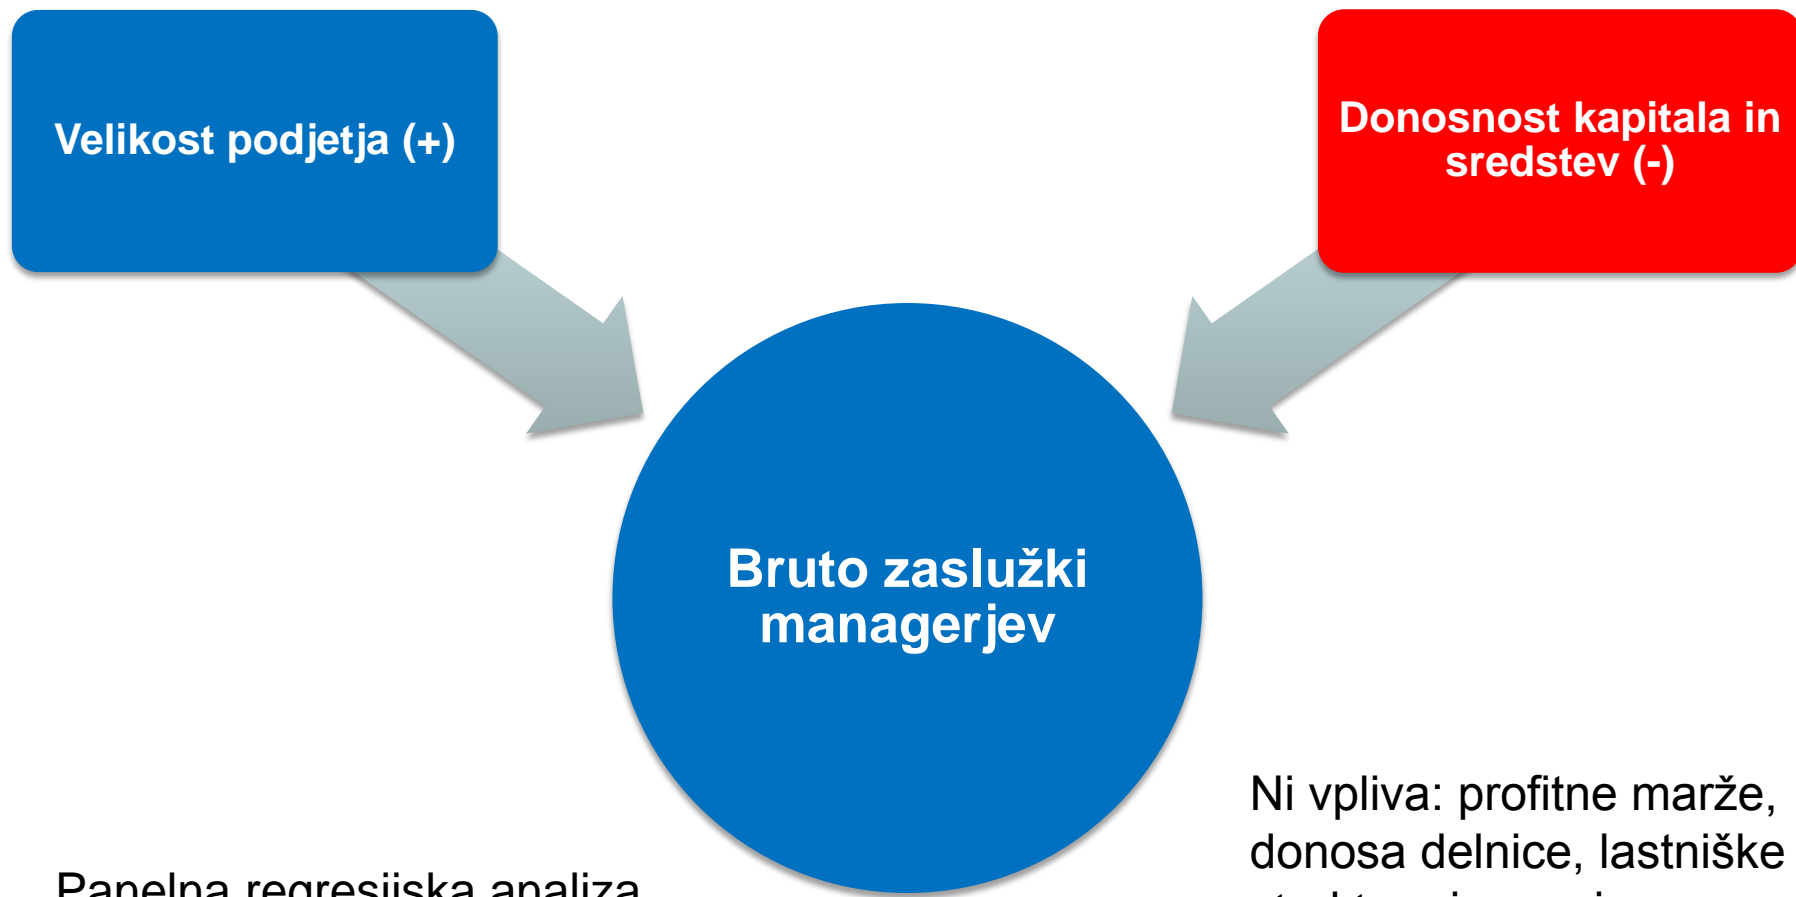 Velikost podjetja (+)
Donosnost kapitala in
sredstev (-)
Bruto zaslužki
managerjev
Ni vpliva: profitne marže,
donosa delnice, lastniške
Panelna regresijska analiza